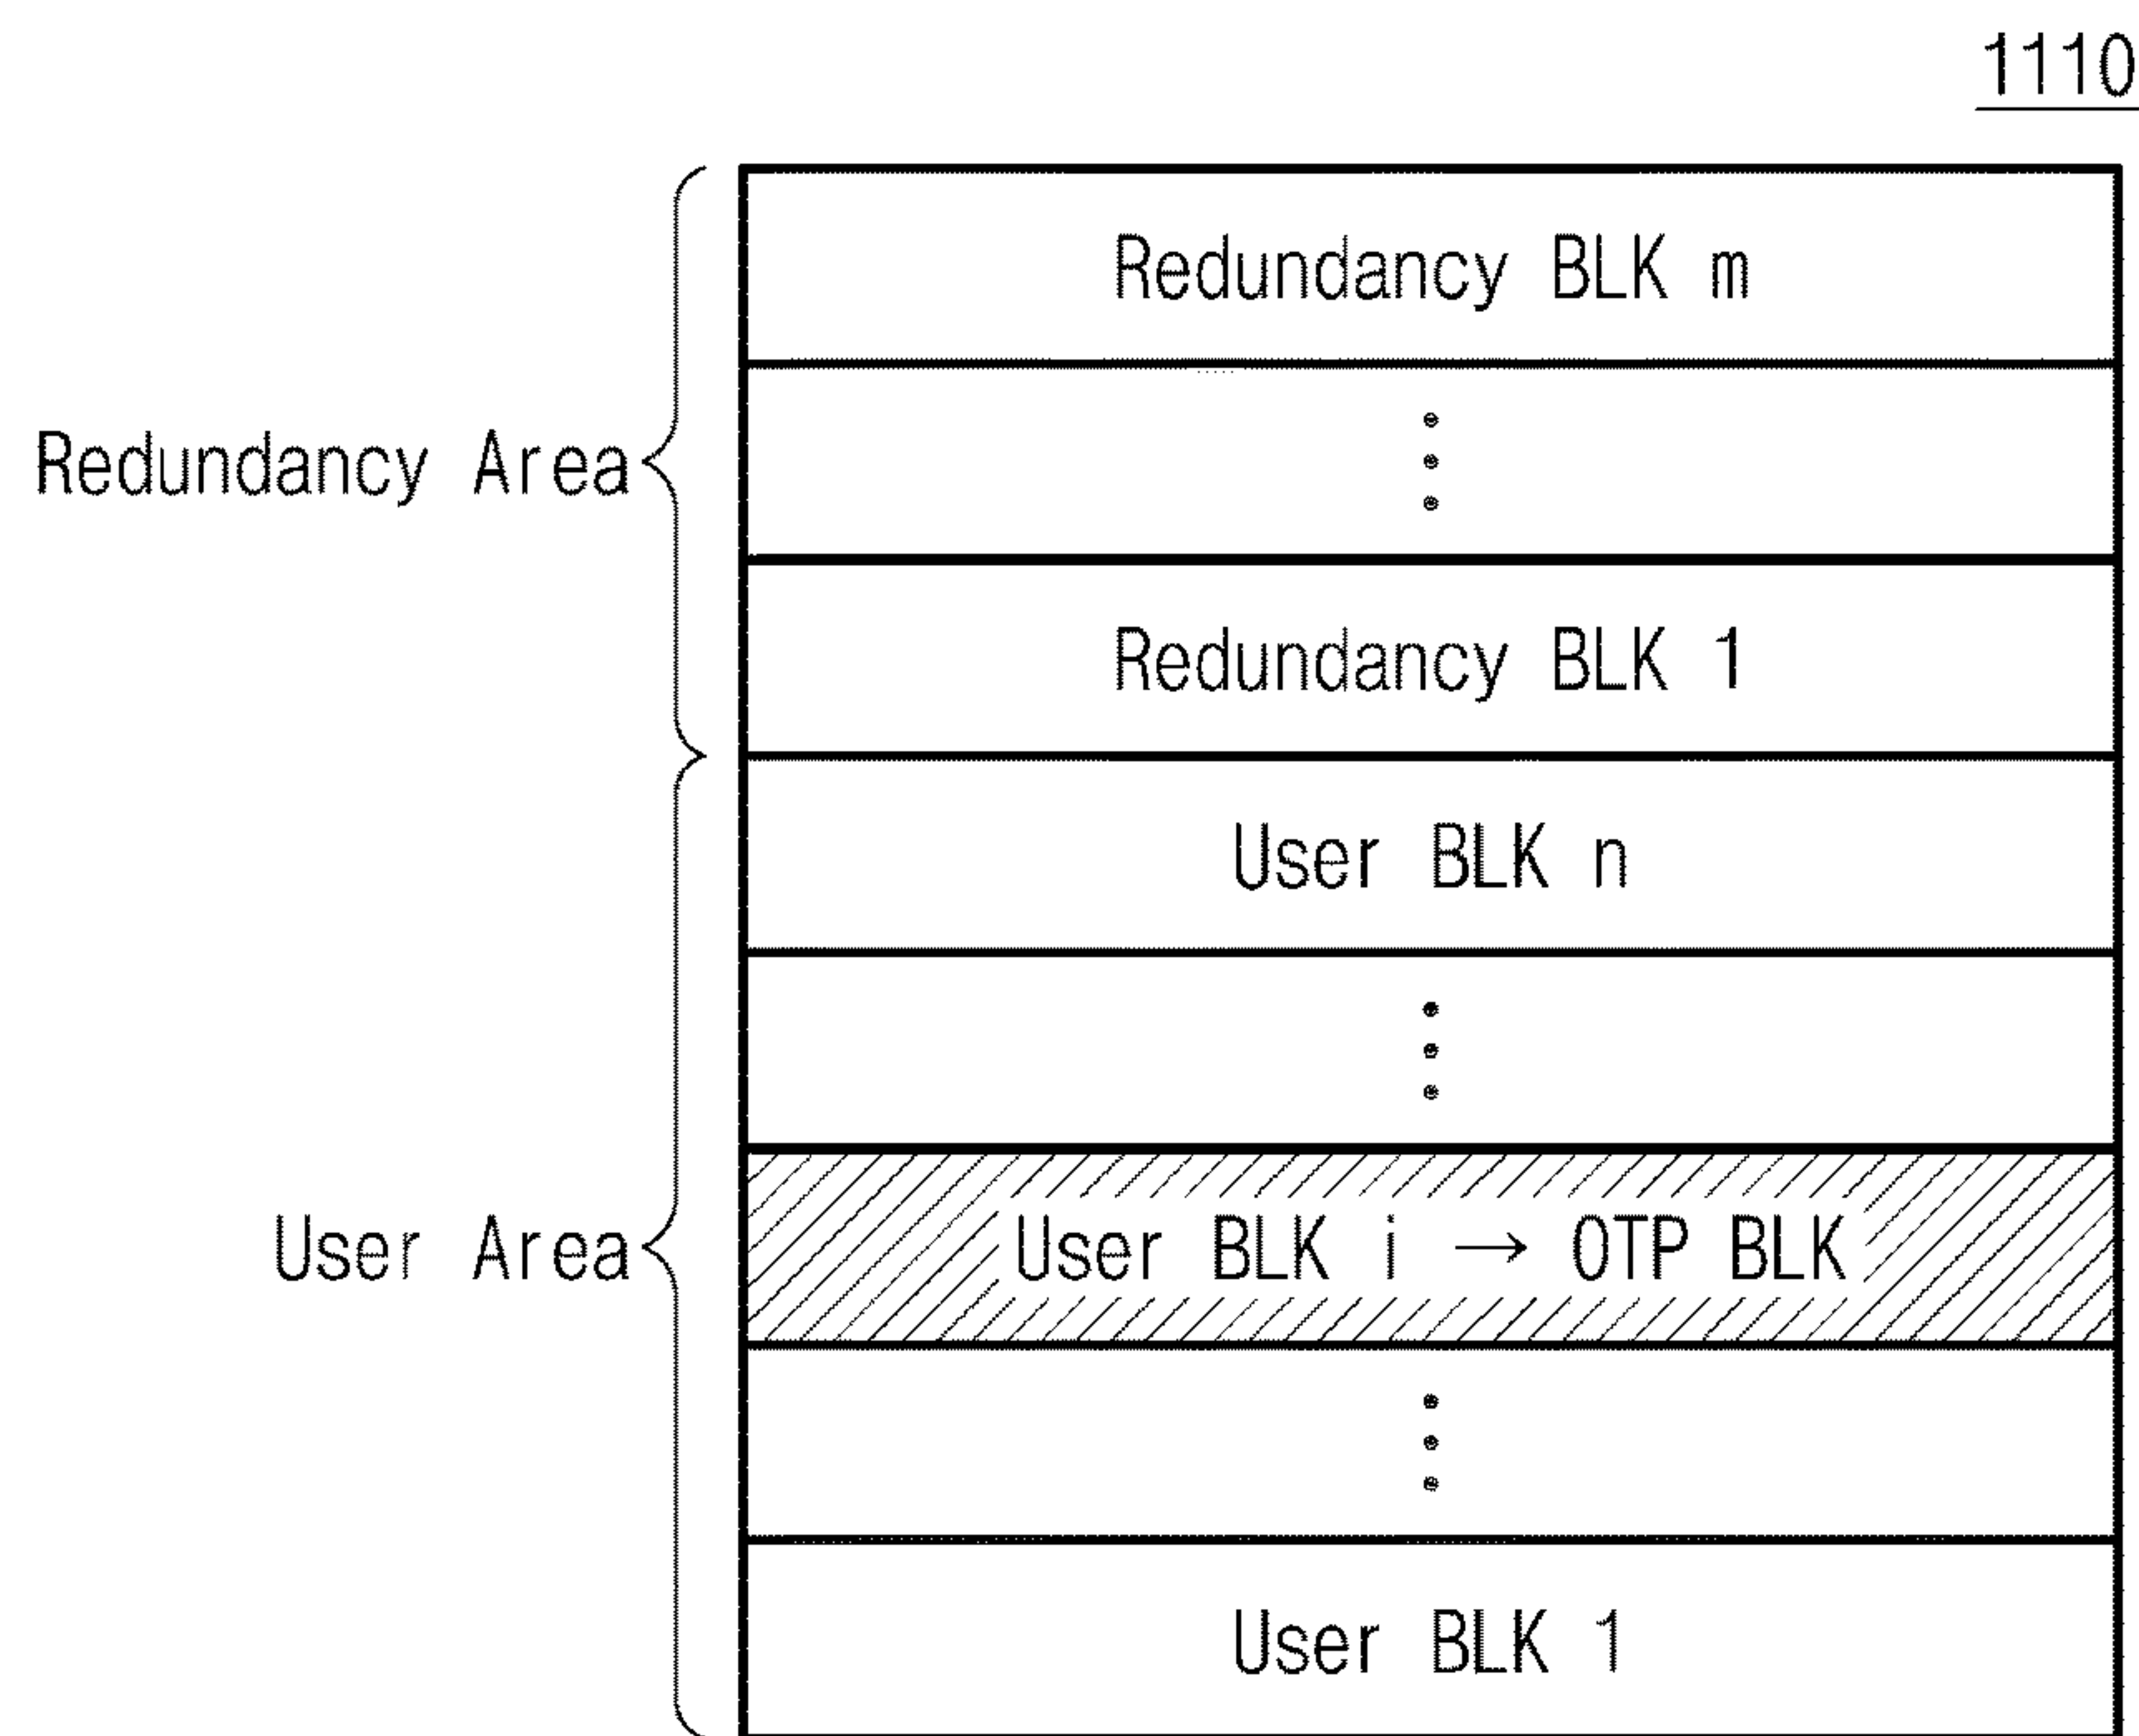 1110
Redundancy BLK m
Redundancy Area
Redundancy BLK 1
User BLK n
User Area
User BLK i → OTP BLK
User BLK 1